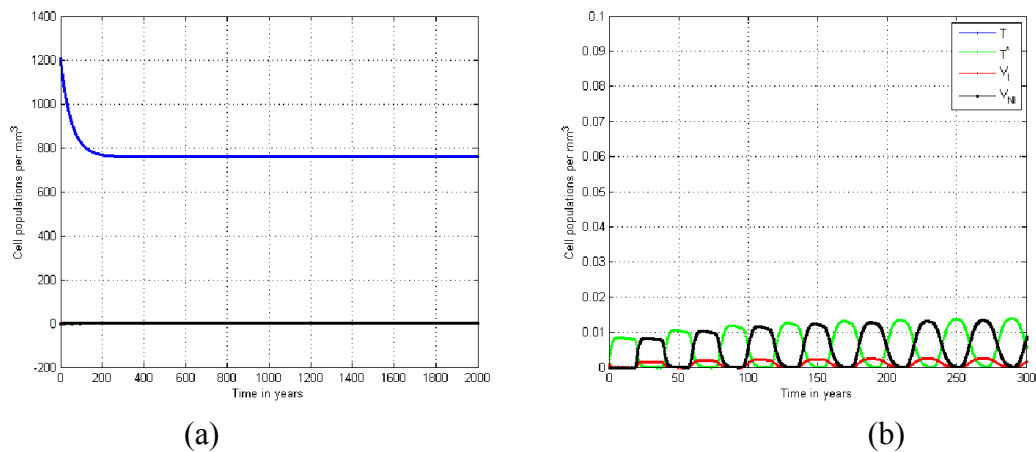 1400
1200
1000
800
600
400
200
0
-200
0 200 400 600 800 1000 1200 1400 1600 1800 2000
Cell populations per mm³
Time in years
(a)
0.1
0.09
0.08
0.07
0.06
0.05
0.04
0.03
0.02
0.01
0
0 50 100 150 200 250 300
Cell populations per mm³
Time in years
T
T*
V_I
V_NI
(b)